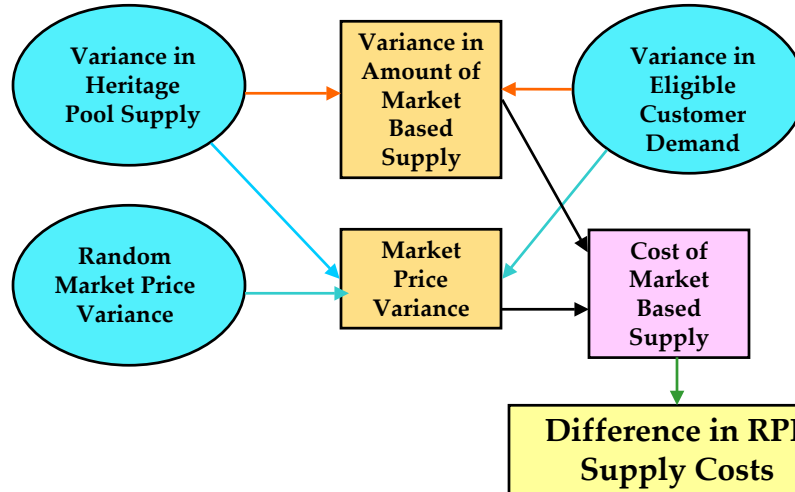 Variance in
Heritage
Pool Supply
Variance in
Amount of
Market
Based
Supply
Variance in
Eligible
Customer
Demand
Random
Market Price
Variance
Market
Price
Variance
Cost of
Market
Based
Supply
Difference in
Supply Costs